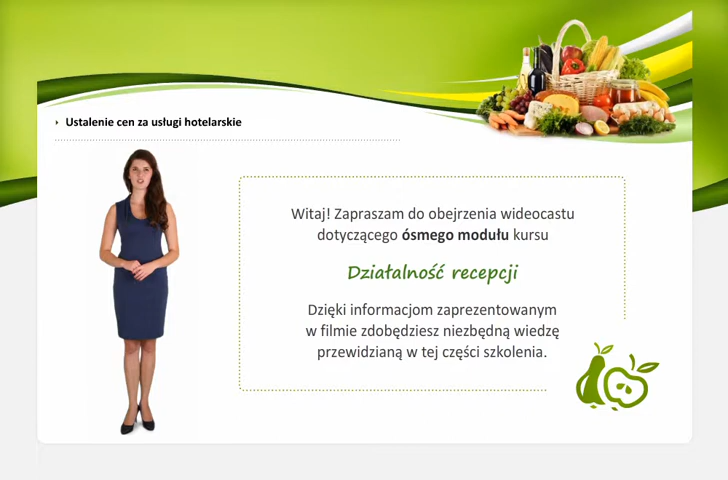 Ustalenie cen za usługi hotelarskie
Witaj! Zapraszam do obejrzenia wideocastu
dotyczącego ósmego modułu kursu
Działalność recepcji
Dzięki informacjom zaprezentowanym
w filmie zdobędziesz niezbędną wiedzę
przewidzianą w tej części szkolenia.